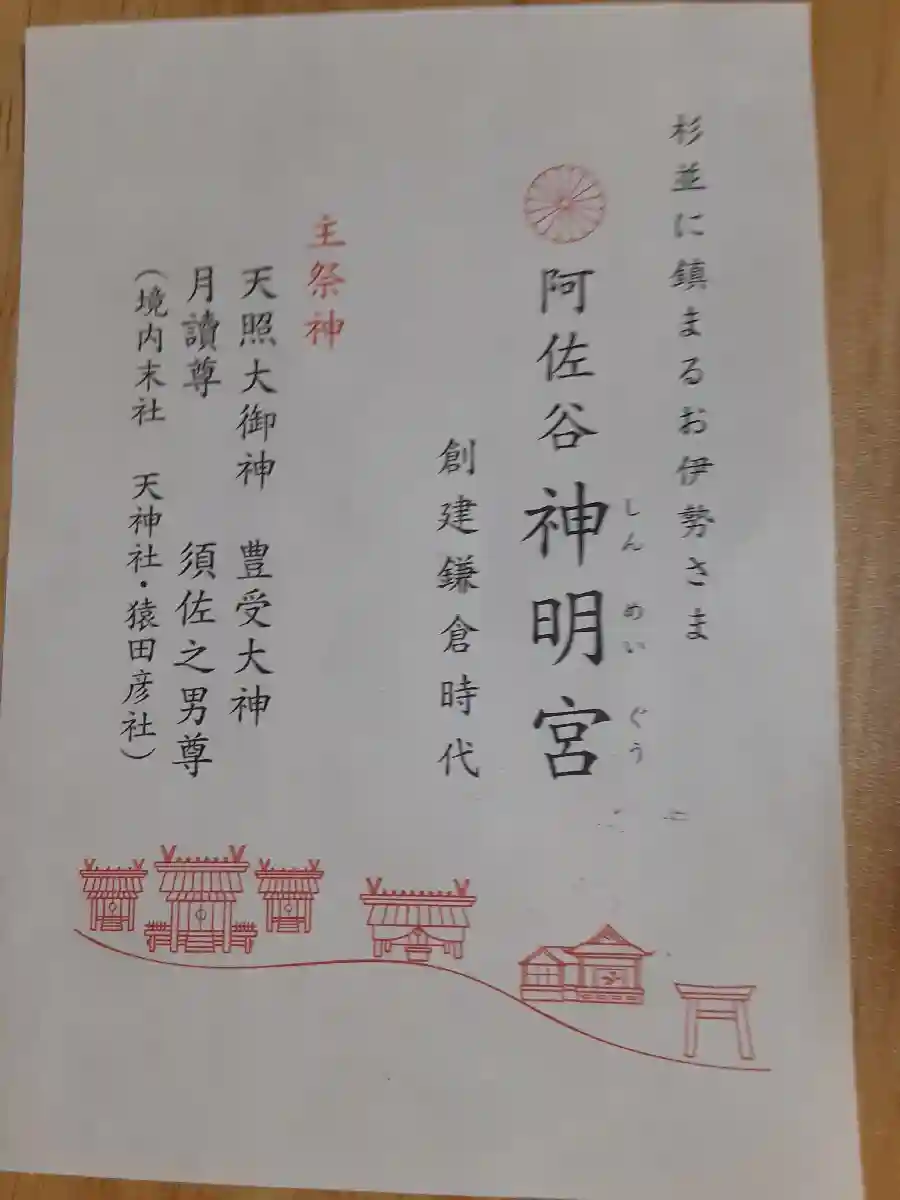 杉並に鎮まるお伊勢さま
阿佐谷神明宮
しんめいぐう
創建鎌倉時代
主祭神
天照大御神　豊受大神
月讀尊　須佐之男尊
(境内末社　天神社・猿田彦社)